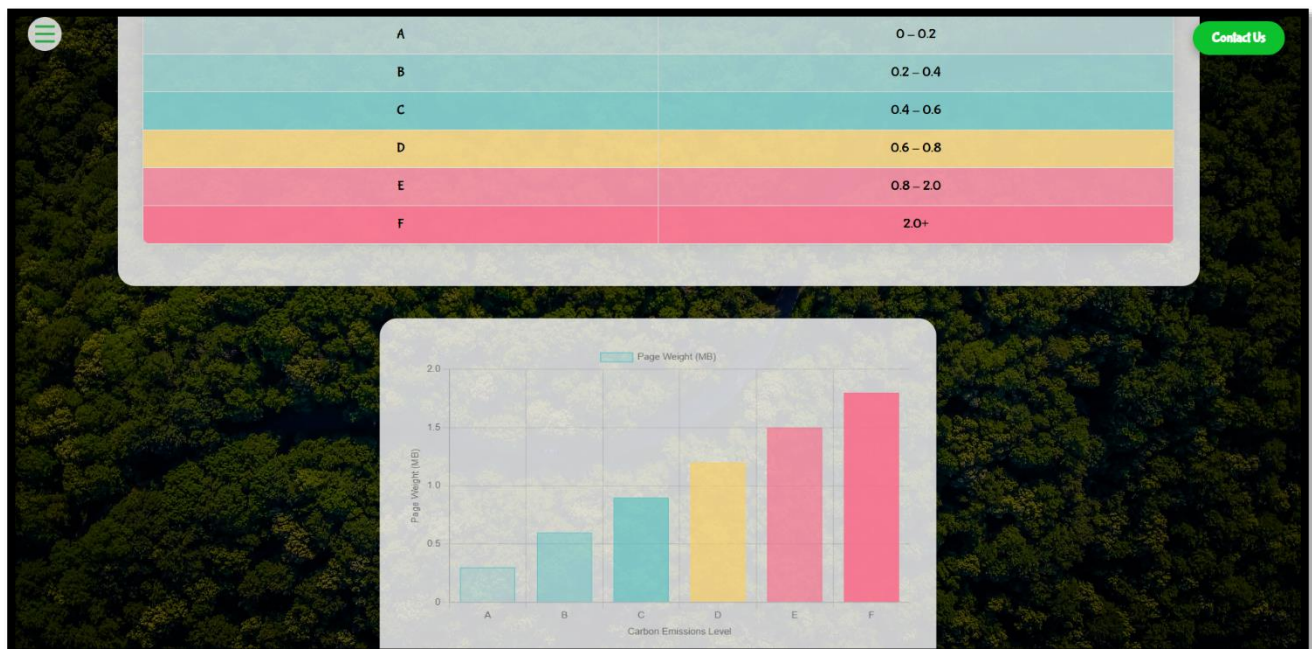 A 0 – 0.2
Contact Us
B 0.2 – 0.4
C 0.4 – 0.6
D 0.6 – 0.8
E 0.8 – 2.0
F 2.0+
Page Weight (MB)
2.0
1.5
1.0
0.5
0
Page Weight (MB)
A B C D E F
Carbon Emissions Level